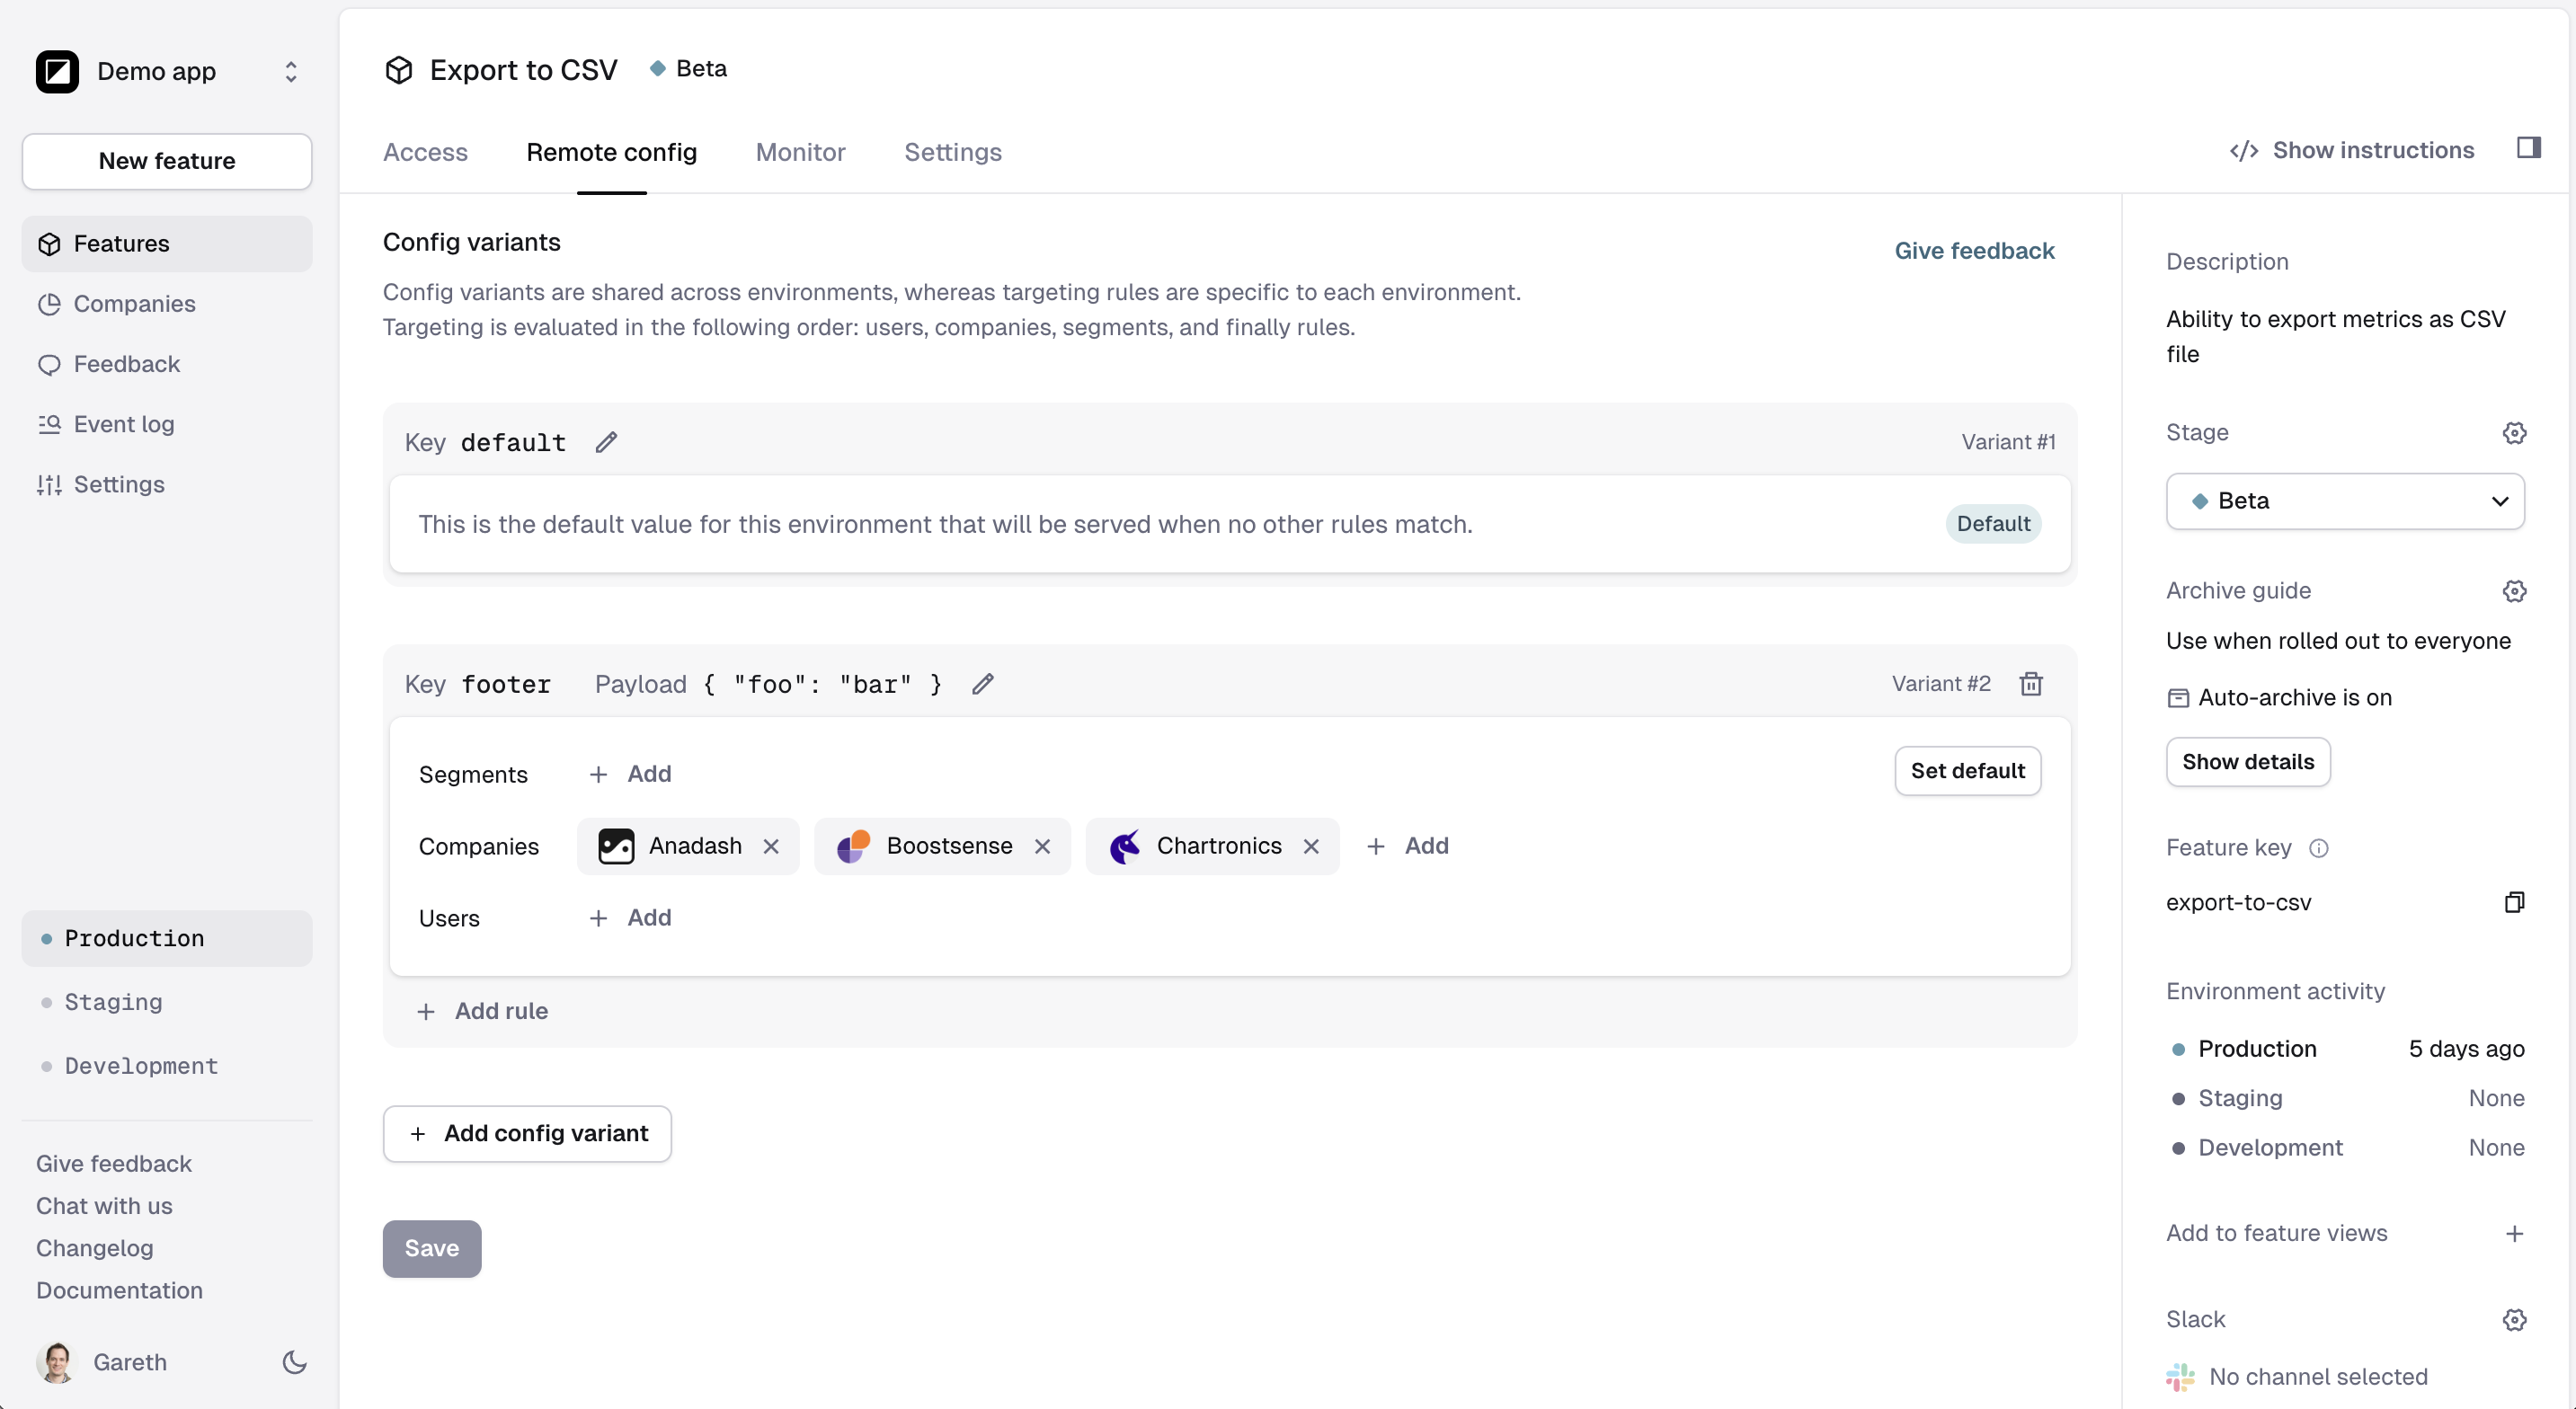 Demo app
New feature
Features
Companies
Feedback
Event log
Settings
Production
Staging
Development
Give feedback
Chat with us
Changelog
Documentation
Gareth
Export to CSV
Beta
Access
Remote config
Monitor
Settings
Show instructions
Config variants
Give feedback
Config variants are shared across environments, whereas targeting rules are specific to each environment.
Targeting is evaluated in the following order: users, companies, segments, and finally rules.
Key default
Variant #1
This is the default value for this environment that will be served when no other rules match.
Default
Key footer Payload { "foo": "bar" }
Variant #2
Segments + Add
Set default
Companies Anadash Boostsense Chartronics + Add
Users + Add
+ Add rule
+ Add config variant
Save
Description
Ability to export metrics as CSV
file
Stage
Beta
Archive guide
Use when rolled out to everyone
Auto-archive is on
Show details
Feature key
export-to-csv
Environment activity
Production 5 days ago
Staging None
Development None
Add to feature views +
Slack
No channel selected